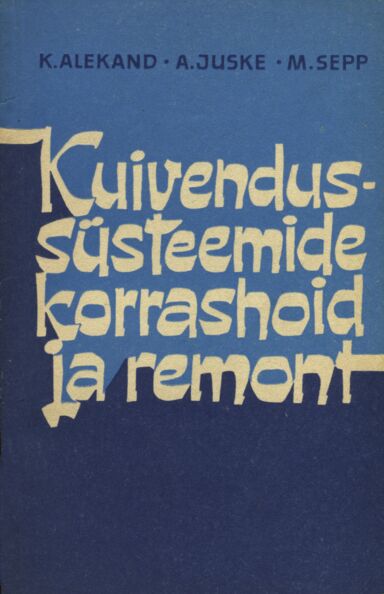 K. ALEKAND · A. JUSKE · M. SEPP
Kuivendus-
süsteemide
korrashoid
ja remont